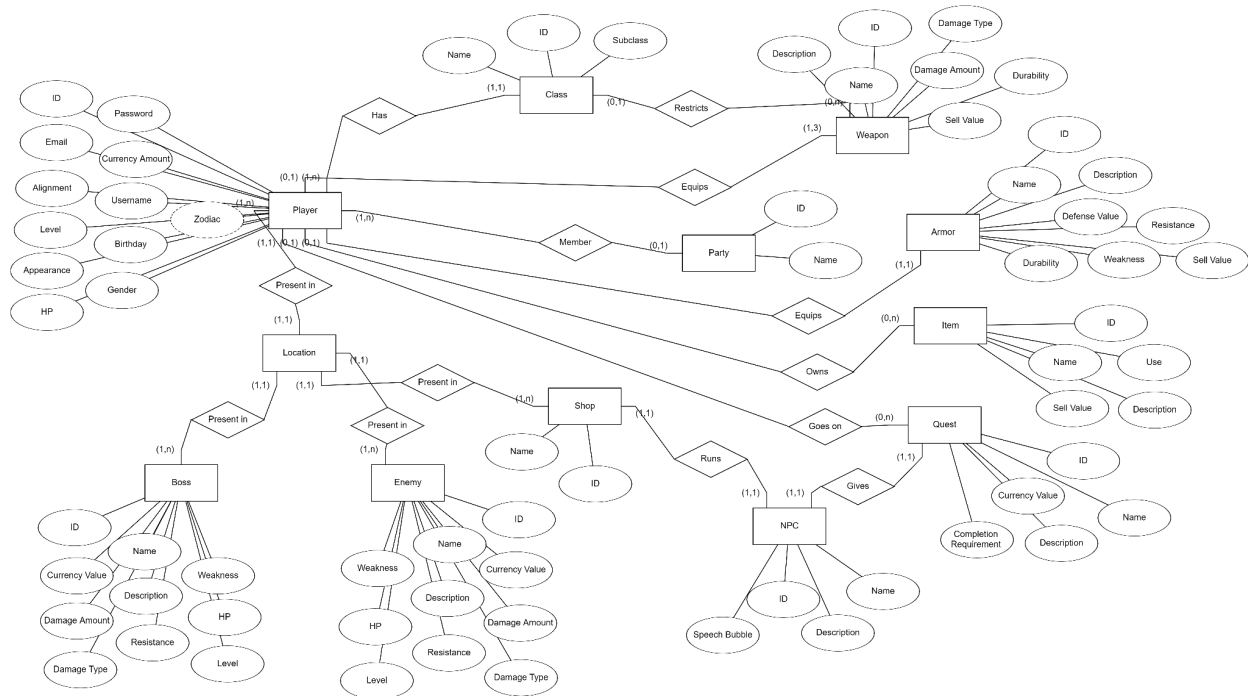 ID
Subclass
Name
Class
(1,1)
(0,1)
Has
Restricts
Description
ID
Damage Type
Name
Damage Amount
Durability
Sell Value
(0,n)
Weapon
(1,3)
ID
Password
Email
Currency Amount
Alignment
Username
Zodiac
Level
Birthday
Appearance
Gender
HP
(0,1)
(1,n)
(1,n)
Player
(1,n)
(1,1)
(0,1)
(0,1)
Equips
Member
(0,1)
Party
ID
Name
ID
Name
Description
Defense Value
Resistance
Armor
Durability
Weakness
Sell Value
(1,1)
Equips
Present in
(1,1)
Location
(1,1)
(1,1)
(1,1)
(0,n)
Item
ID
Name
Use
Sell Value
Description
Owns
Present in
(1,n)
Shop
(1,1)
Name
ID
Goes on
(0,n)
Quest
(1,1)
ID
Currency Value
Name
Completion
Requirement
Description
Present in
(1,n)
Boss
Present in
(1,n)
Enemy
Runs
(1,1)
(1,1)
Gives
NPC
Name
ID
Speech Bubble
Description
ID
Name
Currency Value
Weakness
Description
Damage Amount
HP
Resistance
Damage Type
Level
ID
Name
Weakness
Currency Value
Description
HP
Damage Amount
Resistance
Level
Damage Type